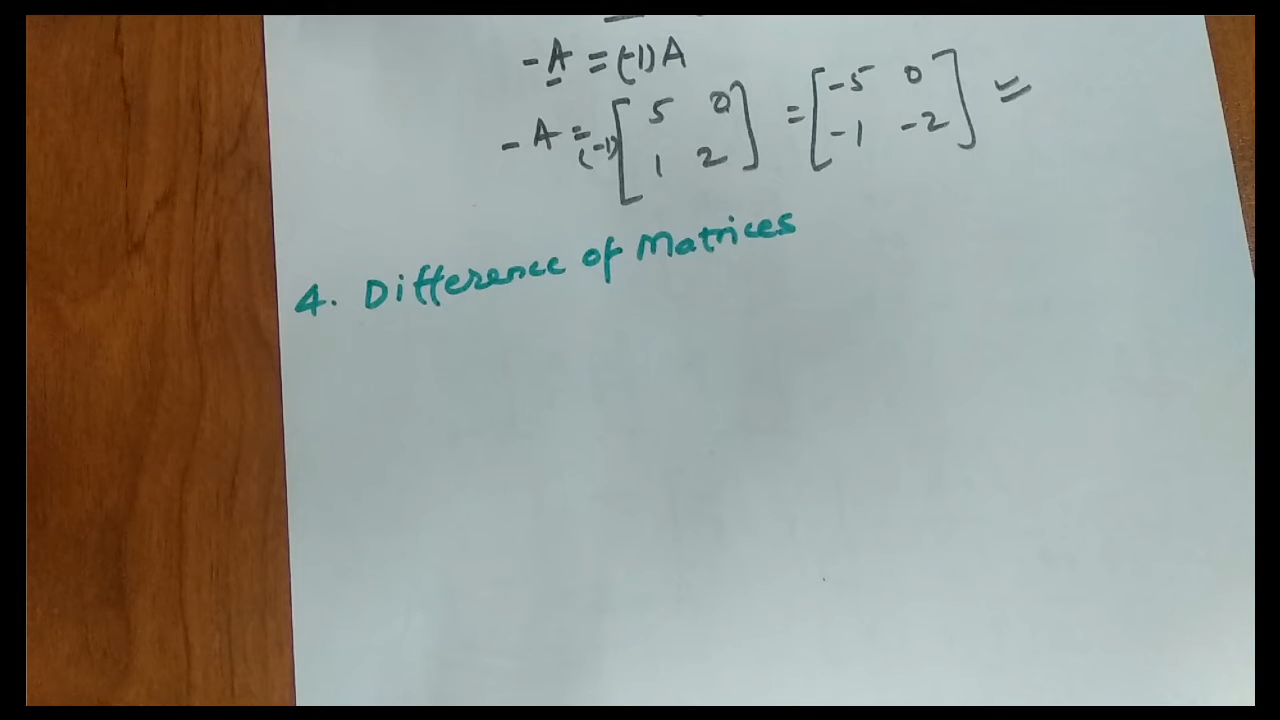 -A = (-1)A
-A = (-1) [ 5 0 = [ -5 0 ] =
1 2 ] -1 -2
4. Difference of Matrices